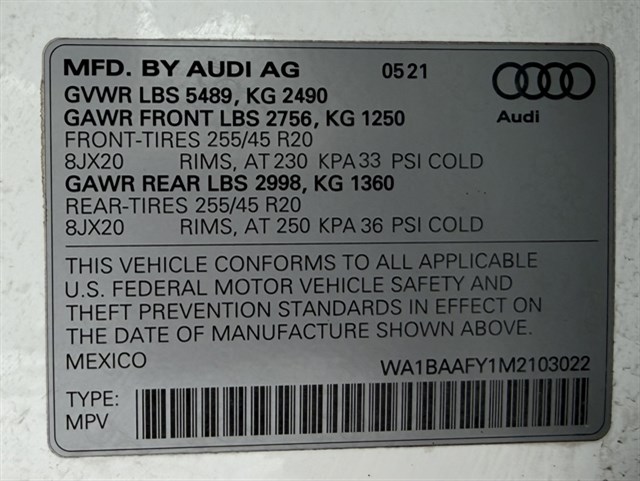 MFD. BY AUDI AG 0521
GVWR LBS 5489, KG 2490
GAWR FRONT LBS 2756, KG 1250
Audi
FRONT-TIRES 255/45 R20
8JX20 RIMS, AT 230 KPA 33 PSI COLD
GAWR REAR LBS 2998, KG 1360
REAR-TIRES 255/45 R20
8JX20 RIMS, AT 250 KPA 36 PSI COLD
THIS VEHICLE CONFORMS TO ALL APPLICABLE
U.S. FEDERAL MOTOR VEHICLE SAFETY AND
THEFT PREVENTION STANDARDS IN EFFECT ON
THE DATE OF MANUFACTURE SHOWN ABOVE.
MEXICO WA1BAAFY1M2103022
TYPE:
MPV